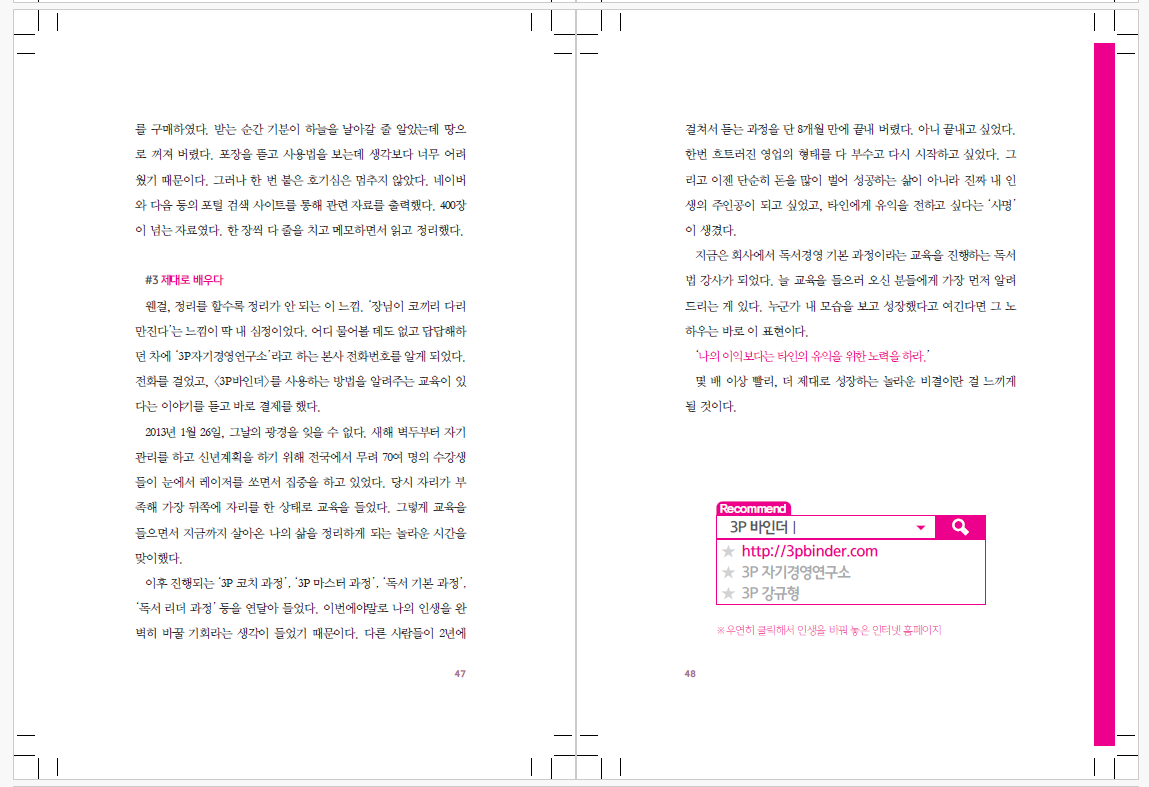 를 구매하였다. 받는 순간 기분이 하늘을 날아갈 줄 알았는데 땅으
로 꺼져 버렸다. 포장을 뜯고 사용법을 보는데 생각보다 너무 어려
웠기 때문이다. 그러나 한 번 붙은 호기심은 멈추지 않았다. 네이버
와 다음 등의 포털 검색 사이트를 통해 관련 자료를 출력했다. 400장
이 넘는 자료였다. 한 장씩 다 줄을 치고 메모하면서 읽고 정리했다.
#3 제대로 배우다
웬걸, 정리를 할수록 정리가 안 되는 이 느낌. ‘장님이 코끼리 다리
만진다’는 느낌이 딱 내 심정이었다. 어디 물어볼 데도 없고 답답해하
던 차에 ‘3P자기경영연구소’라고 하는 본사 전화번호를 알게 되었다.
전화를 걸었고, 〈3P바인더〉를 사용하는 방법을 알려주는 교육이 있
다는 이야기를 듣고 바로 결제를 했다.
2013년 1월 26일, 그날의 광경을 잊을 수 없다. 새해 벽두부터 자기
관리를 하고 신년계획을 하기 위해 전국에서 무려 70여 명의 수강생
들이 눈에서 레이저를 쏘면서 집중을 하고 있었다. 당시 자리가 부
족해 가장 뒤쪽에 자리를 한 상태로 교육을 들었다. 그렇게 교육을
들으면서 지금까지 살아온 나의 삶을 정리하게 되는 놀라운 시간을
맞이했다.
이후 진행되는 ‘3P 코치 과정’, ‘3P 마스터 과정’, ‘독서 기본 과정’,
‘독서 리더 과정’ 등을 연달아 들었다. 이번에야말로 나의 인생을 완
벽히 바꿀 기회라는 생각이 들었기 때문이다. 다른 사람들이 2년에
47
걸쳐서 듣는 과정을 단 8개월 만에 끝내 버렸다. 아니 끝내고 싶었다.
한번 흐트러진 영업의 형태를 다 부수고 다시 시작하고 싶었다. 그
리고 이젠 단순히 돈을 많이 벌어 성공하는 삶이 아니라 진짜 내 인
생의 주인공이 되고 싶었고, 타인에게 유익을 전하고 싶다는 ‘사명’
이 생겼다.
지금은 회사에서 독서경영 기본 과정이라는 교육을 진행하는 독서
법 강사가 되었다. 늘 교육을 들으러 오신 분들에게 가장 먼저 알려
드리는 게 있다. 누군가 내 모습을 보고 성장했다고 여긴다면 그 노
하우는 바로 이 표현이다.
‘나의 이익보다는 타인의 유익을 위한 노력을 하라.’
몇 배 이상 빨리, 더 제대로 성장하는 놀라운 비결이란 걸 느끼게
될 것이다.
Recommend
3P 바인더 |
★ http://3pbinder.com
★ 3P 자기경영연구소
★ 3P 강규형
※우연히 클릭해서 인생을 바꿔 놓은 인터넷 홈페이지
48